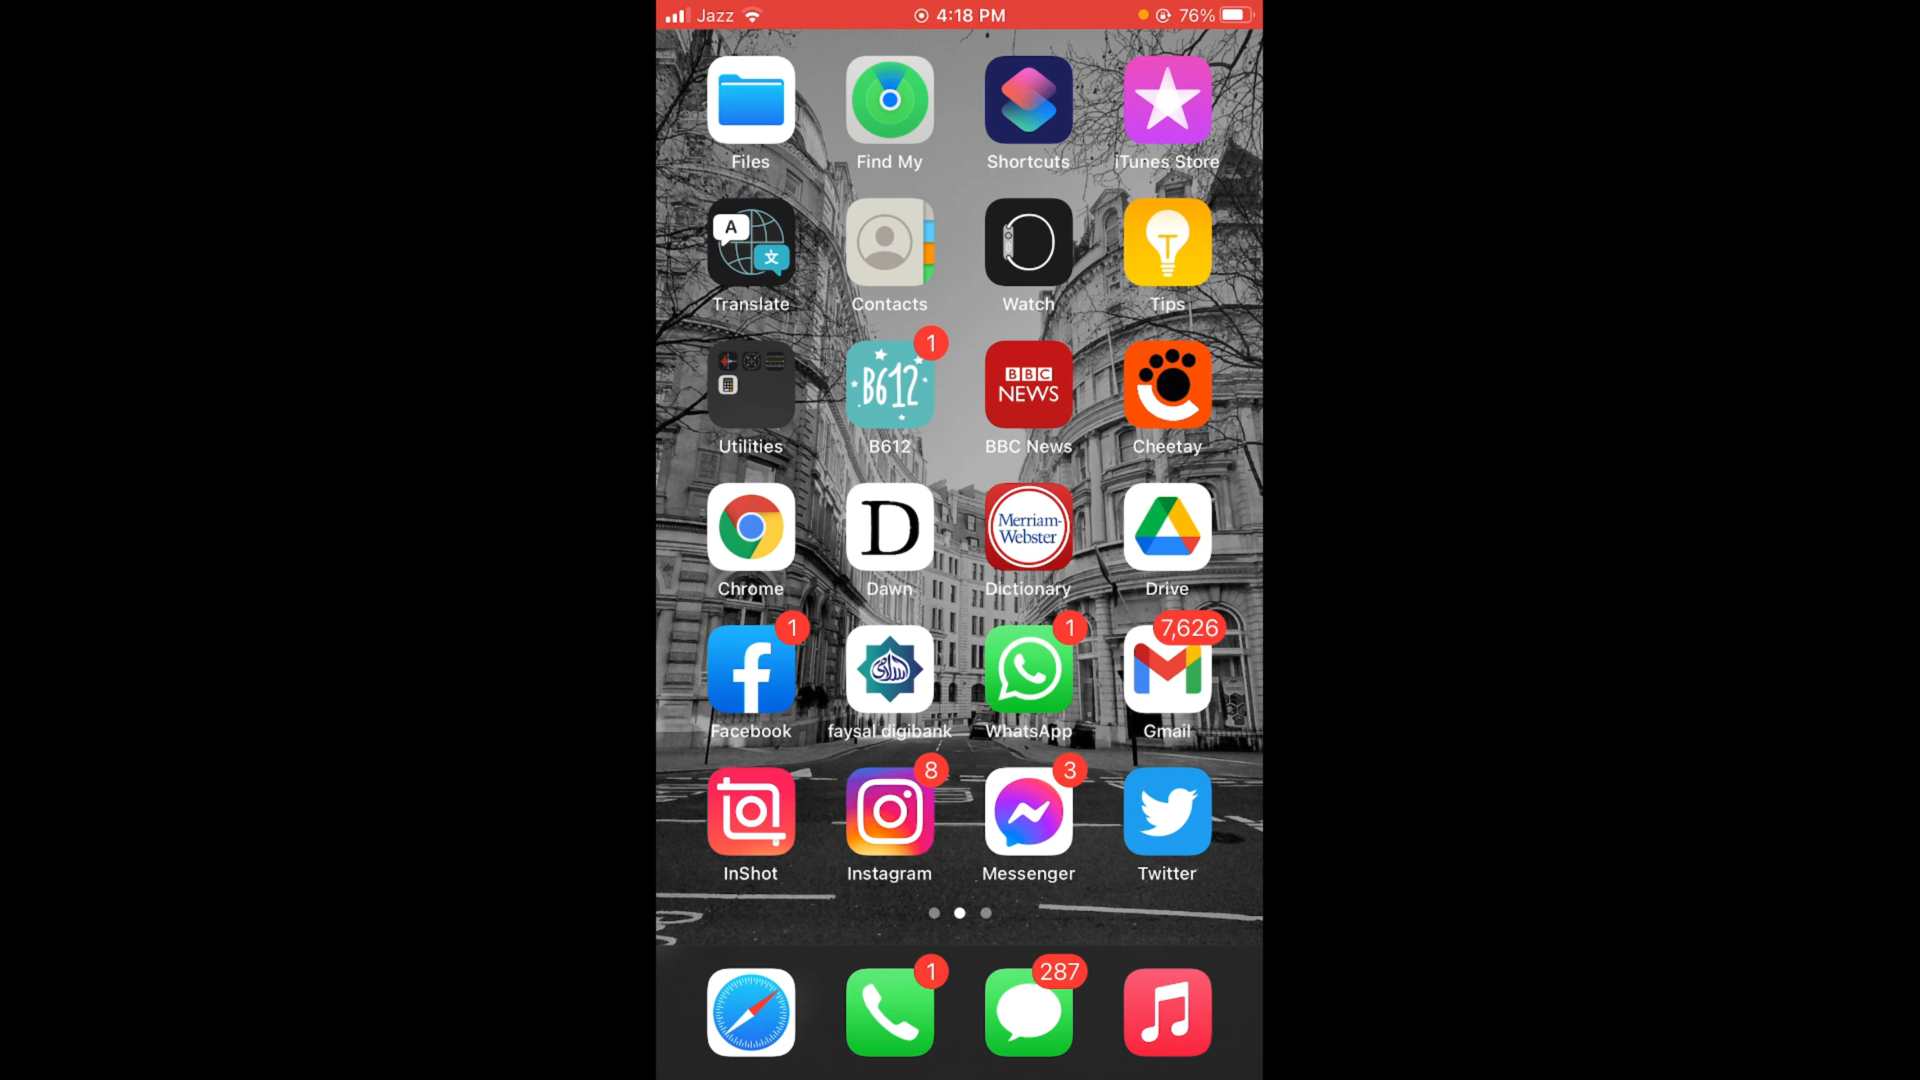 Jazz 4:18 PM 76%
Files Find My Shortcuts iTunes Store
A 文 T
Translate Contacts Watch Tips
1
B612 BBC NEWS
Utilities B612 BBC News Cheetay
D Merriam-Webster
Chrome Dawn Dictionary Drive
1 1 7,626
f
Facebook faysal digibank WhatsApp Gmail
8 3
InShot Instagram Messenger Twitter
1 287